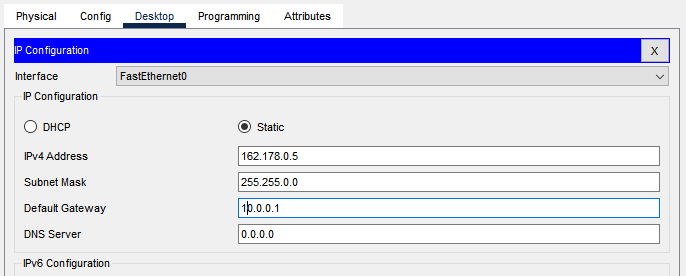 Physical Config Desktop Programming Attributes
IP Configuration X
Interface FastEthernet0
IP Configuration
DHCP Static
IPv4 Address 162.178.0.5
Subnet Mask 255.255.0.0
Default Gateway 10.0.0.1
DNS Server 0.0.0.0
IPv6 Configuration